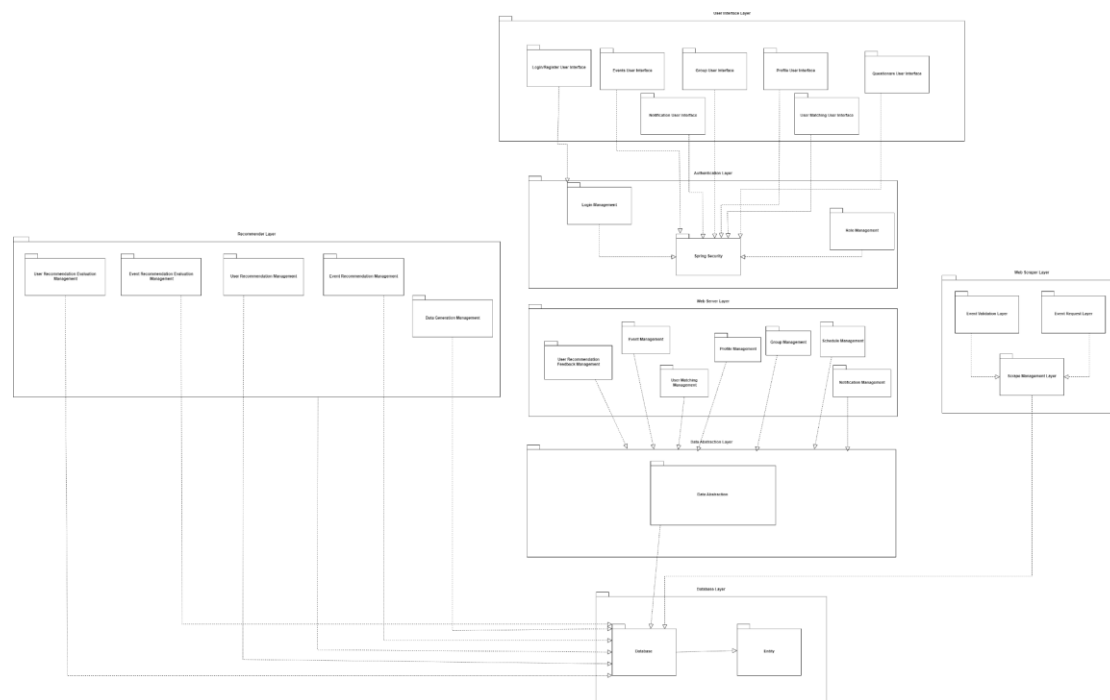 User Interface Layer
Login/Register User Interface
Events User Interface
Group User Interface
Profile User Interface
Questionare User Interface
Notification User Interface
User Matching User Interface
Authentication Layer
Login Management
Role Management
Spring Security
Recommender Layer
User Recommendation Evaluation
Management
Event Recommendation Evaluation
Management
User Recommendation Management
Event Recommendation Management
Data Generation Management
Web Scraper Layer
Event Validation Layer
Event Request Layer
Scrape Management Layer
Web Server Layer
User Recommendation
Feedback Management
Event Management
User Matching
Management
Profile Management
Group Management
Schedule Management
Notification Management
Data Abstraction Layer
Data Abstraction
Database Layer
Database
Entity